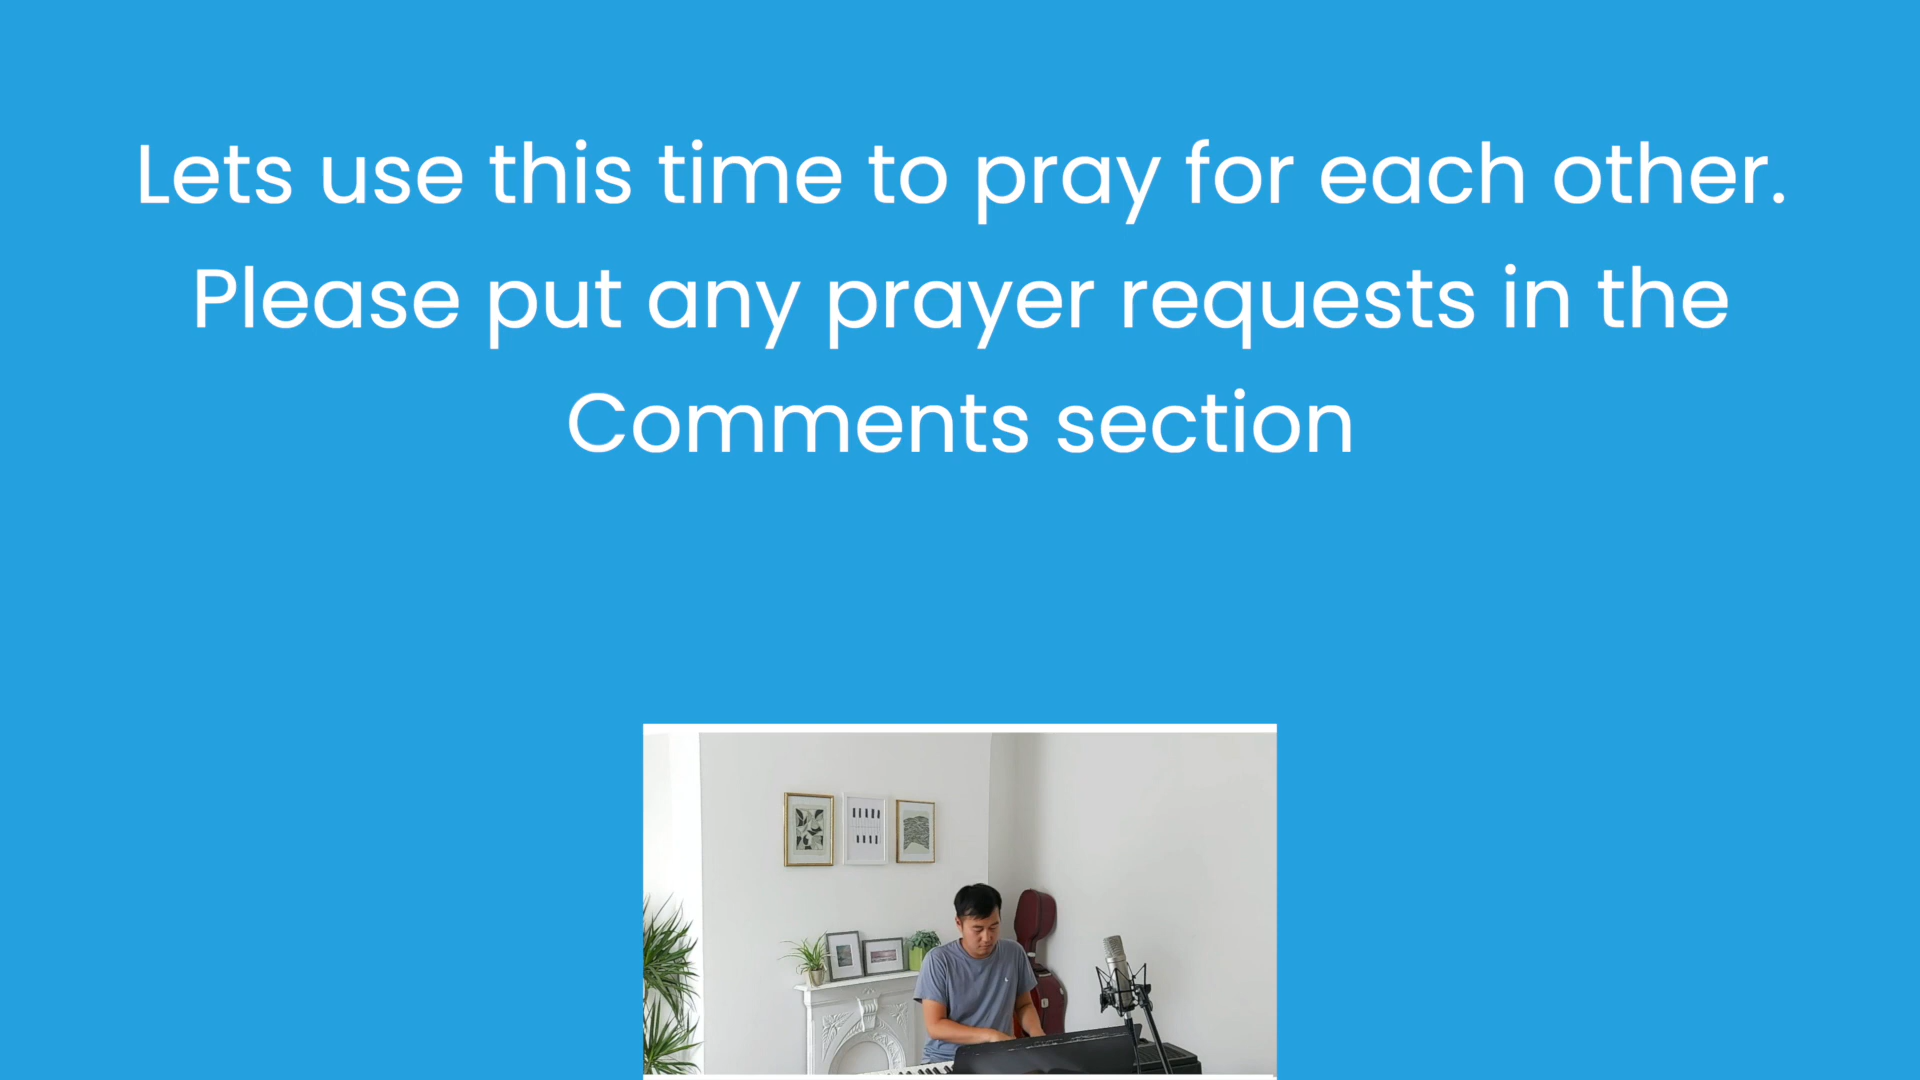 Lets use this time to pray for each other.
Please put any prayer requests in the
Comments section